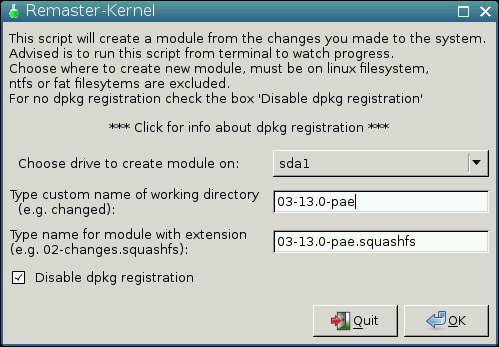 Remaster-Kernel
This script will create a module from the changes you made to the system.
Advised is to run this script from terminal to watch progress.
Choose where to create new module, must be on linux filesystem,
ntfs or fat filesytems are excluded.
For no dpkg registration check the box 'Disable dpkg registration'
*** Click for info about dpkg registration ***
Choose drive to create module on:
sda1
Type custom name of working directory
(e.g. changed):
03-13.0-pae
Type name for module with extension
(e.g. 02-changes.squashfs):
03-13.0-pae.squashfs
Disable dpkg registration
Quit
OK